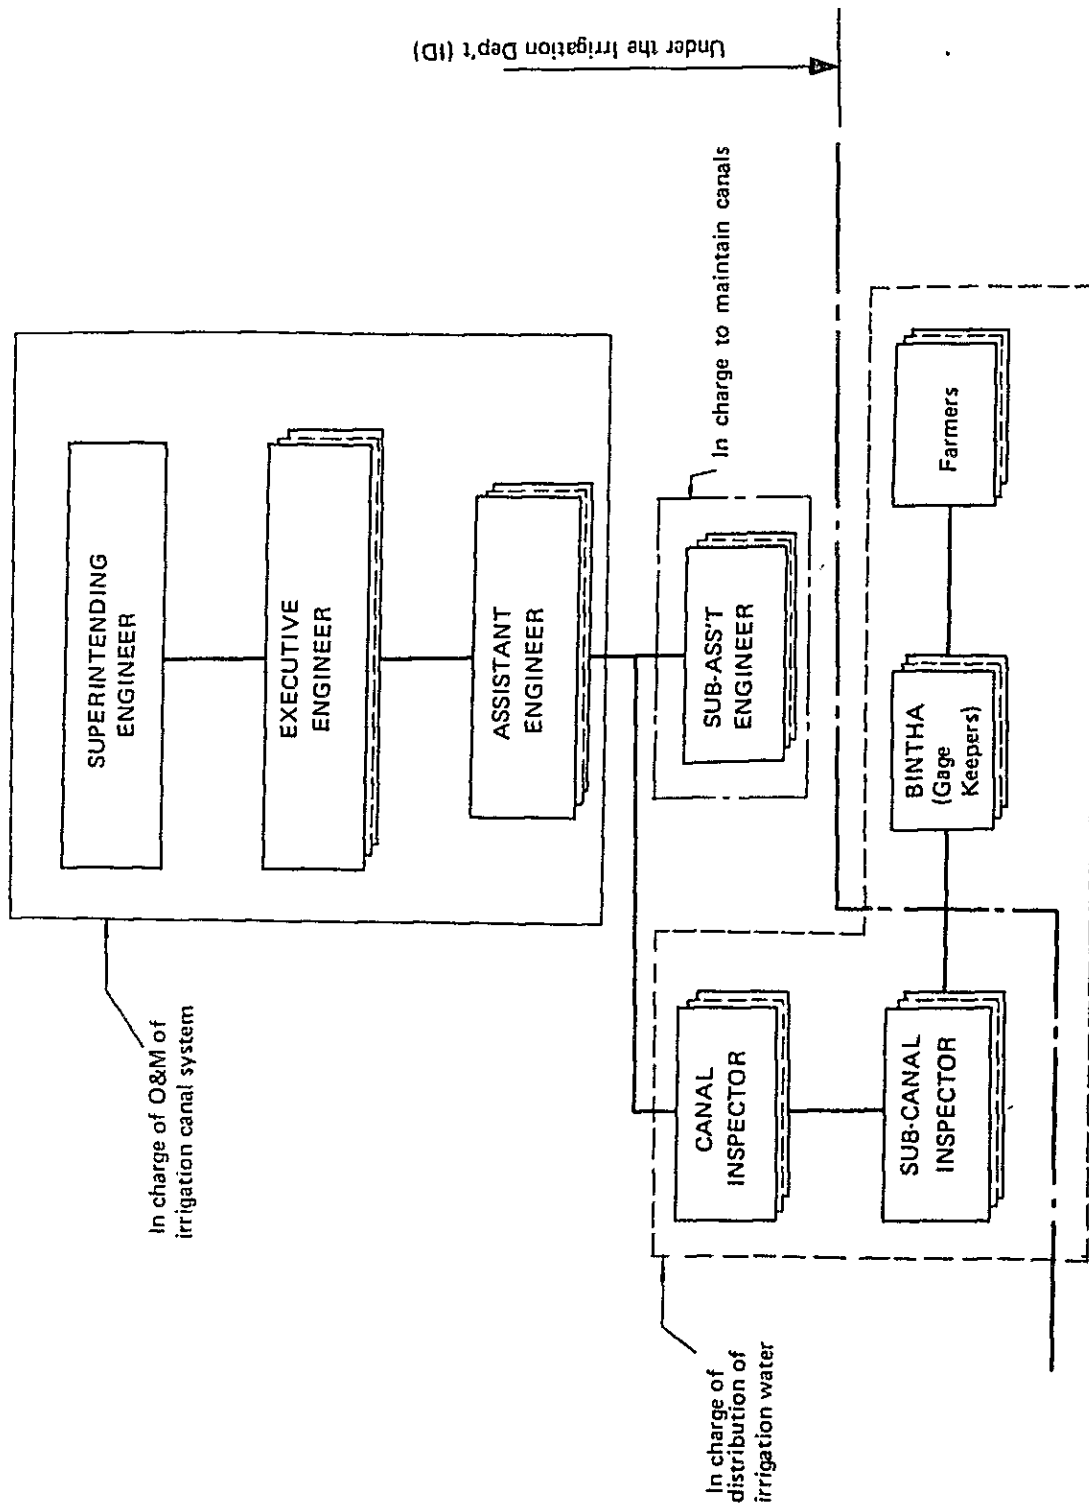 Under the Irrigation Dep't (ID)
SUPERINTENDING
ENGINEER
EXECUTIVE
ENGINEER
ASSISTANT
ENGINEER
In charge of O&M of
irrigation canal system
SUB-ASS'T
ENGINEER
In charge to maintain canals
CANAL
INSPECTOR
SUB-CANAL
INSPECTOR
BINTHA
(Gage
Keepers)
Farmers
In charge of
distribution of
irrigation water